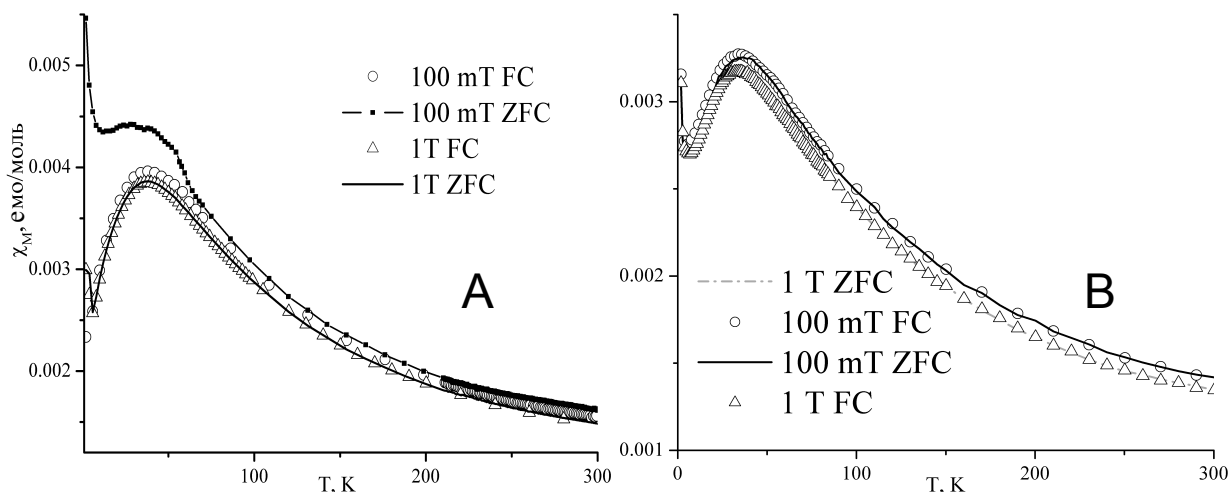 0.005
0.004
0.003
0.002
χM, емо/моль
100 mT FC
100 mT ZFC
1T FC
1T ZFC
A
100
200
300
T, K
0.003
0.002
0.001
1 T ZFC
100 mT FC
100 mT ZFC
1 T FC
B
0
100
200
300
T, K